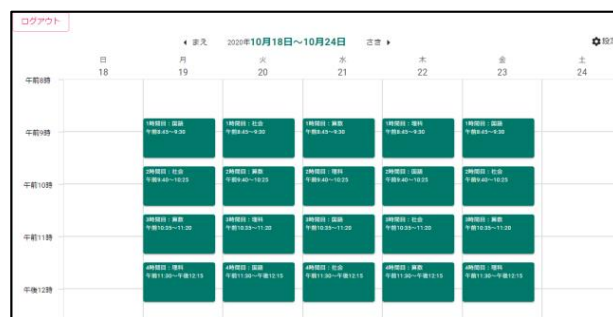 ログアウト
まえ 2020年10月18日～10月24日 さき 設定
日 月 火 水 木 金 土
18 19 20 21 22 23 24
午前8時
1時間目：国語 1時間目：社会 1時間目：算数 1時間目：理科 1時間目：国語
午前8:45～9:30 午前8:45～9:30 午前8:45～9:30 午前8:45～9:30 午前8:45～9:30
午前9時
2時間目：社会 2時間目：算数 2時間目：理科 2時間目：国語 2時間目：社会
午前9:40～10:25 午前9:40～10:25 午前9:40～10:25 午前9:40～10:25 午前9:40～10:25
午前10時
3時間目：算数 3時間目：理科 3時間目：国語 3時間目：社会 3時間目：算数
午前10:35～11:20 午前10:35～11:20 午前10:35～11:20 午前10:35～11:20 午前10:35～11:20
午前11時
4時間目：理科 4時間目：国語 4時間目：社会 4時間目：算数 4時間目：理科
午前11:30～午後12:15 午前11:30～午後12:15 午前11:30～午後12:15 午前11:30～午後12:15 午前11:30～午後12:15
午後12時